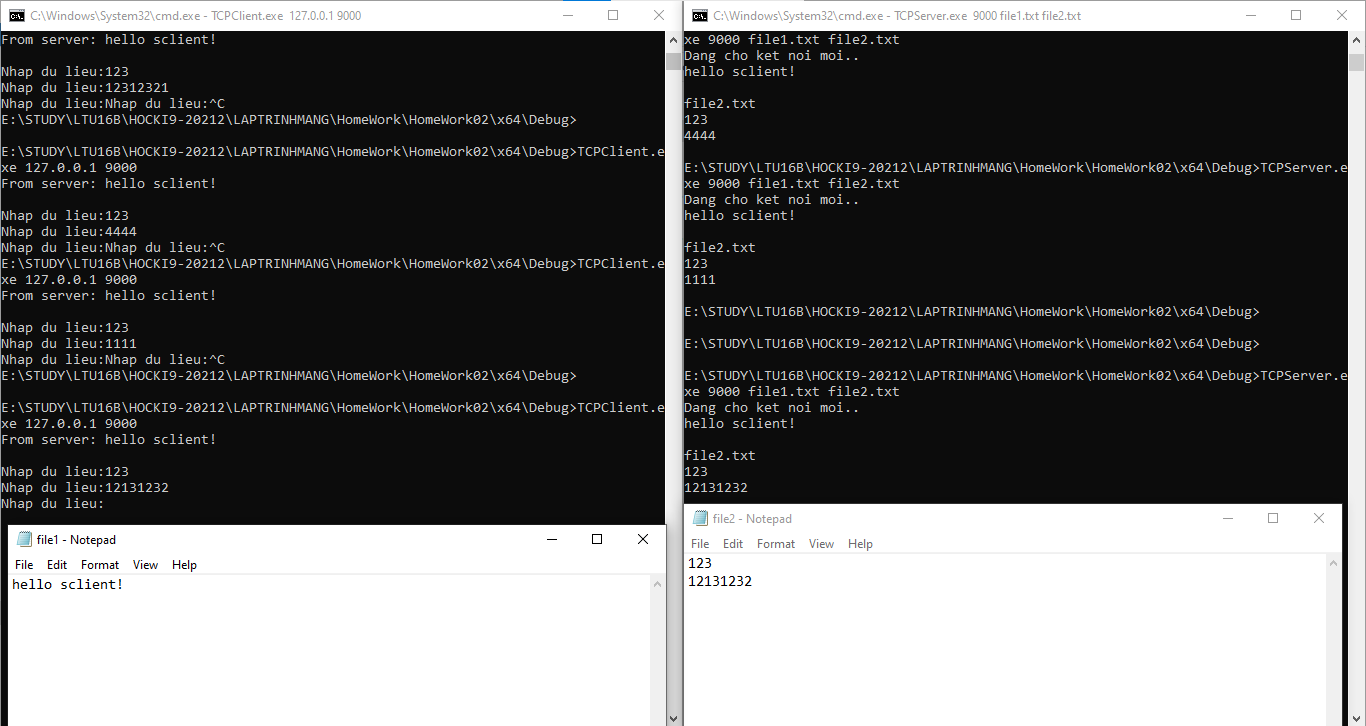 C:\Windows\System32\cmd.exe - TCPClient.exe 127.0.0.1 9000
From server: hello sclient!
Nhap du lieu:123
Nhap du lieu:12312321
Nhap du lieu:Nhap du lieu:^C
E:\STUDY\LTU16B\HOCKI9-20212\LAPTRINHMANG\HomeWork\HomeWork02\x64\Debug>
E:\STUDY\LTU16B\HOCKI9-20212\LAPTRINHMANG\HomeWork\HomeWork02\x64\Debug>TCPClient.e
xe 127.0.0.1 9000
From server: hello sclient!
Nhap du lieu:123
Nhap du lieu:4444
Nhap du lieu:Nhap du lieu:^C
E:\STUDY\LTU16B\HOCKI9-20212\LAPTRINHMANG\HomeWork\HomeWork02\x64\Debug>TCPClient.e
xe 127.0.0.1 9000
From server: hello sclient!
Nhap du lieu:123
Nhap du lieu:1111
Nhap du lieu:Nhap du lieu:^C
E:\STUDY\LTU16B\HOCKI9-20212\LAPTRINHMANG\HomeWork\HomeWork02\x64\Debug>
E:\STUDY\LTU16B\HOCKI9-20212\LAPTRINHMANG\HomeWork\HomeWork02\x64\Debug>TCPClient.e
xe 127.0.0.1 9000
From server: hello sclient!
Nhap du lieu:123
Nhap du lieu:12131232
Nhap du lieu:
file1 - Notepad
File Edit Format View Help
hello sclient!
C:\Windows\System32\cmd.exe - TCPServer.exe 9000 file1.txt file2.txt
xe 9000 file1.txt file2.txt
Dang cho ket noi moi..
hello sclient!
file2.txt
123
4444
E:\STUDY\LTU16B\HOCKI9-20212\LAPTRINHMANG\HomeWork\HomeWork02\x64\Debug>TCPServer.e
xe 9000 file1.txt file2.txt
Dang cho ket noi moi..
hello sclient!
file2.txt
123
1111
E:\STUDY\LTU16B\HOCKI9-20212\LAPTRINHMANG\HomeWork\HomeWork02\x64\Debug>
E:\STUDY\LTU16B\HOCKI9-20212\LAPTRINHMANG\HomeWork\HomeWork02\x64\Debug>
E:\STUDY\LTU16B\HOCKI9-20212\LAPTRINHMANG\HomeWork\HomeWork02\x64\Debug>TCPServer.e
xe 9000 file1.txt file2.txt
Dang cho ket noi moi..
hello sclient!
file2.txt
123
12131232
file2 - Notepad
File Edit Format View Help
123
12131232